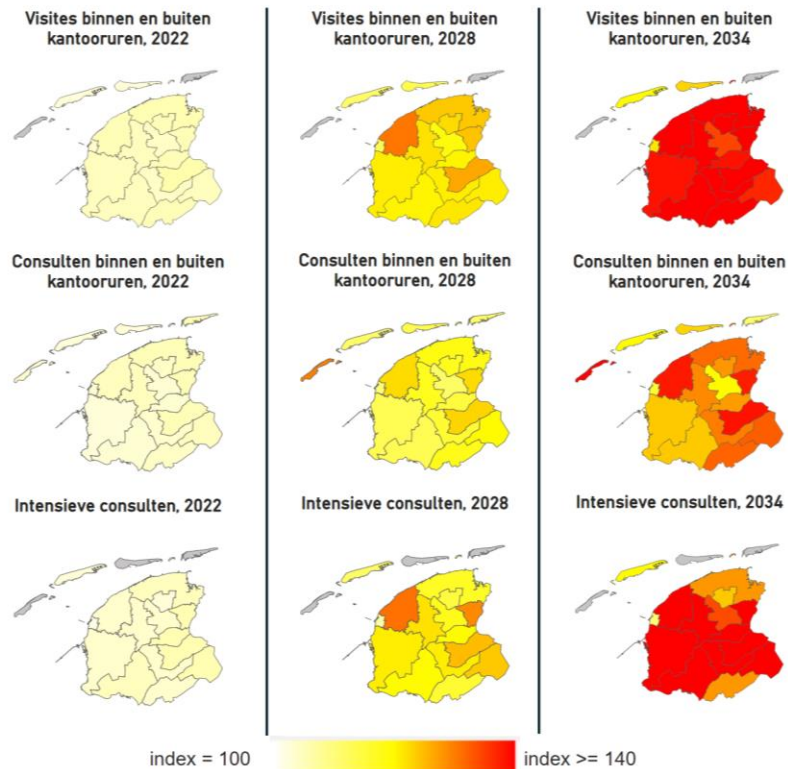 Visites binnen en buiten
kantooruren, 2022
Visites binnen en buiten
kantooruren, 2028
Visites binnen en buiten
kantooruren, 2034
Consulten binnen en buiten
kantooruren, 2022
Consulten binnen en buiten
kantooruren, 2028
Consulten binnen en buiten
kantooruren, 2034
Intensieve consulten, 2022
Intensieve consulten, 2028
Intensieve consulten, 2034
index = 100
index >= 140